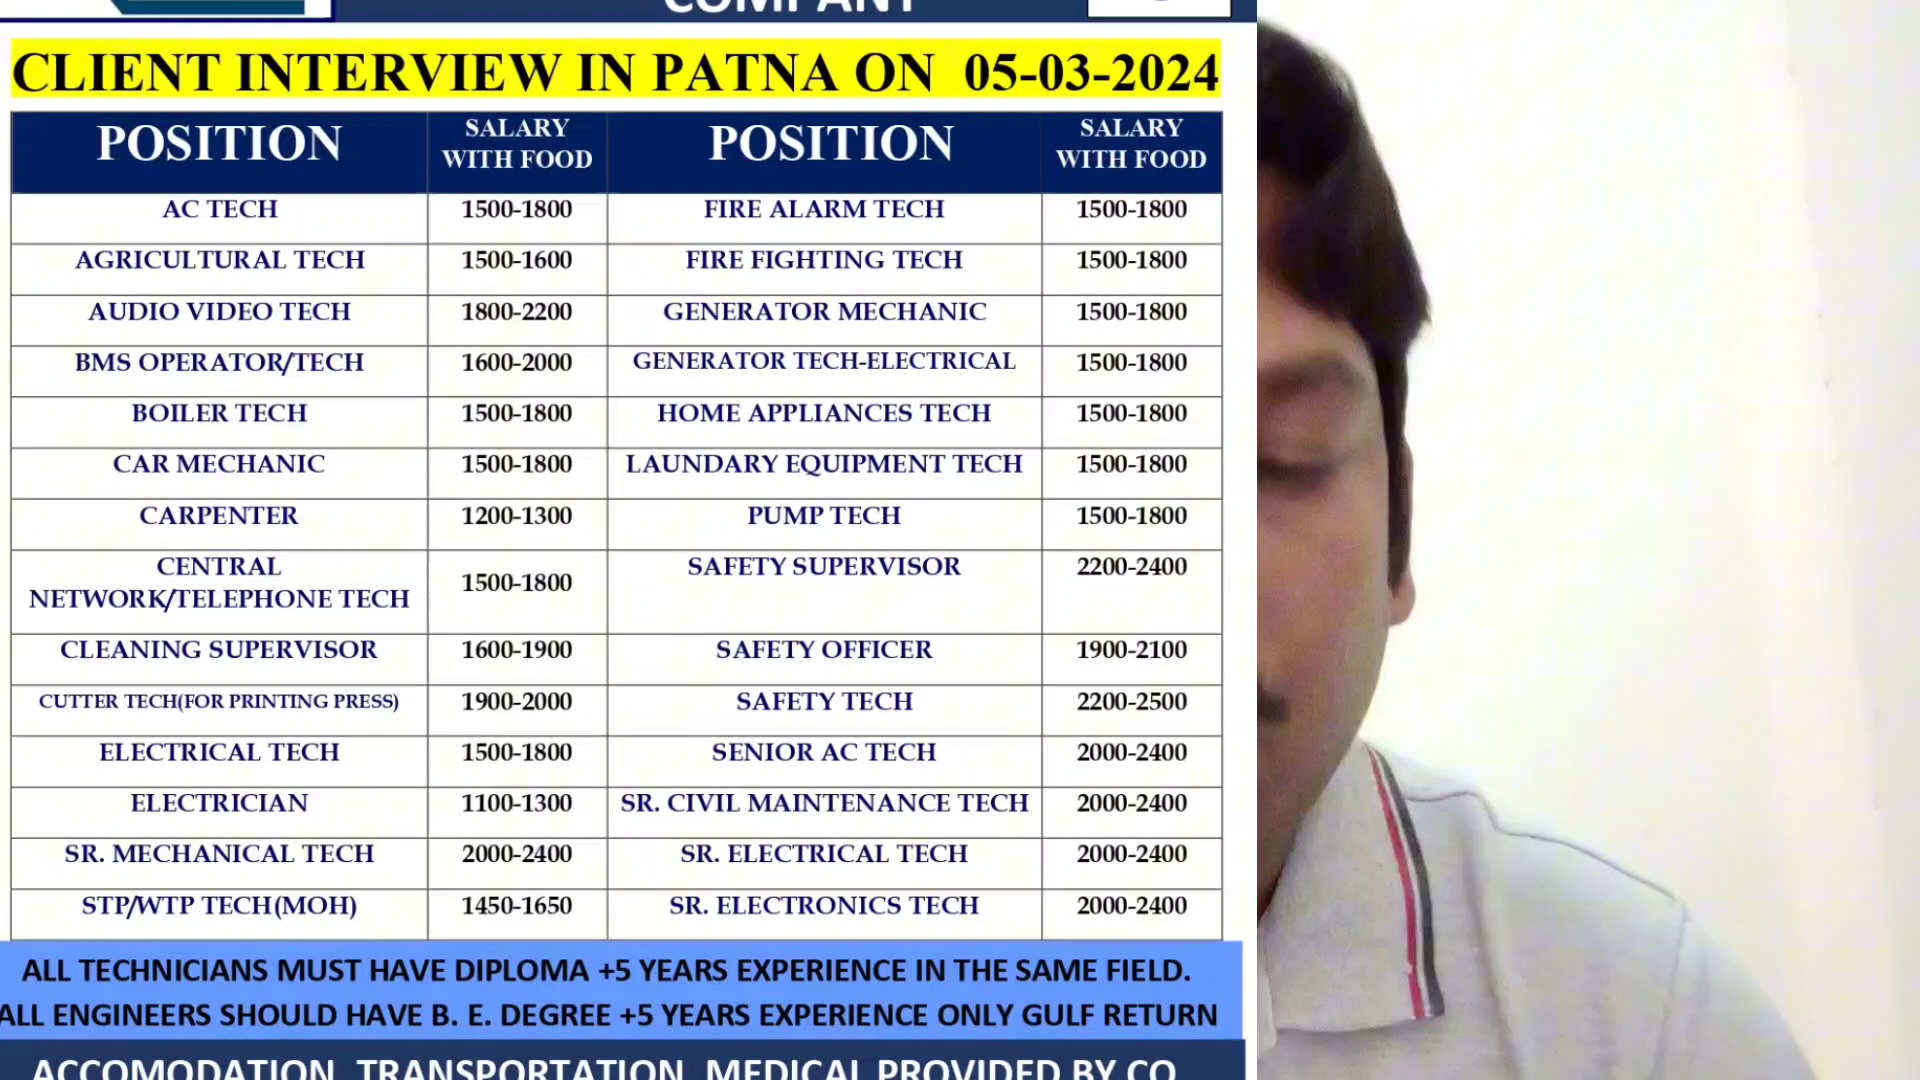 COMPANY
CLIENT INTERVIEW IN PATNA ON 05-03-2024
POSITION SALARY WITH FOOD POSITION SALARY WITH FOOD
AC TECH 1500-1800 FIRE ALARM TECH 1500-1800
AGRICULTURAL TECH 1500-1600 FIRE FIGHTING TECH 1500-1800
AUDIO VIDEO TECH 1800-2200 GENERATOR MECHANIC 1500-1800
BMS OPERATOR/TECH 1600-2000 GENERATOR TECH-ELECTRICAL 1500-1800
BOILER TECH 1500-1800 HOME APPLIANCES TECH 1500-1800
CAR MECHANIC 1500-1800 LAUNDARY EQUIPMENT TECH 1500-1800
CARPENTER 1200-1300 PUMP TECH 1500-1800
CENTRAL NETWORK/TELEPHONE TECH 1500-1800 SAFETY SUPERVISOR 2200-2400
CLEANING SUPERVISOR 1600-1900 SAFETY OFFICER 1900-2100
CUTTER TECH(FOR PRINTING PRESS) 1900-2000 SAFETY TECH 2200-2500
ELECTRICAL TECH 1500-1800 SENIOR AC TECH 2000-2400
ELECTRICIAN 1100-1300 SR. CIVIL MAINTENANCE TECH 2000-2400
SR. MECHANICAL TECH 2000-2400 SR. ELECTRICAL TECH 2000-2400
STP/WTP TECH(MOH) 1450-1650 SR. ELECTRONICS TECH 2000-2400
ALL TECHNICIANS MUST HAVE DIPLOMA +5 YEARS EXPERIENCE IN THE SAME FIELD.
ALL ENGINEERS SHOULD HAVE B. E. DEGREE +5 YEARS EXPERIENCE ONLY GULF RETURN
ACCOMODATION, TRANSPORTATION, MEDICAL PROVIDED BY CO